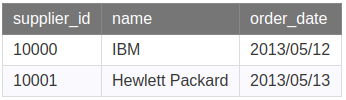 supplier_id name order_date
10000 IBM 2013/05/12
10001 Hewlett Packard 2013/05/13